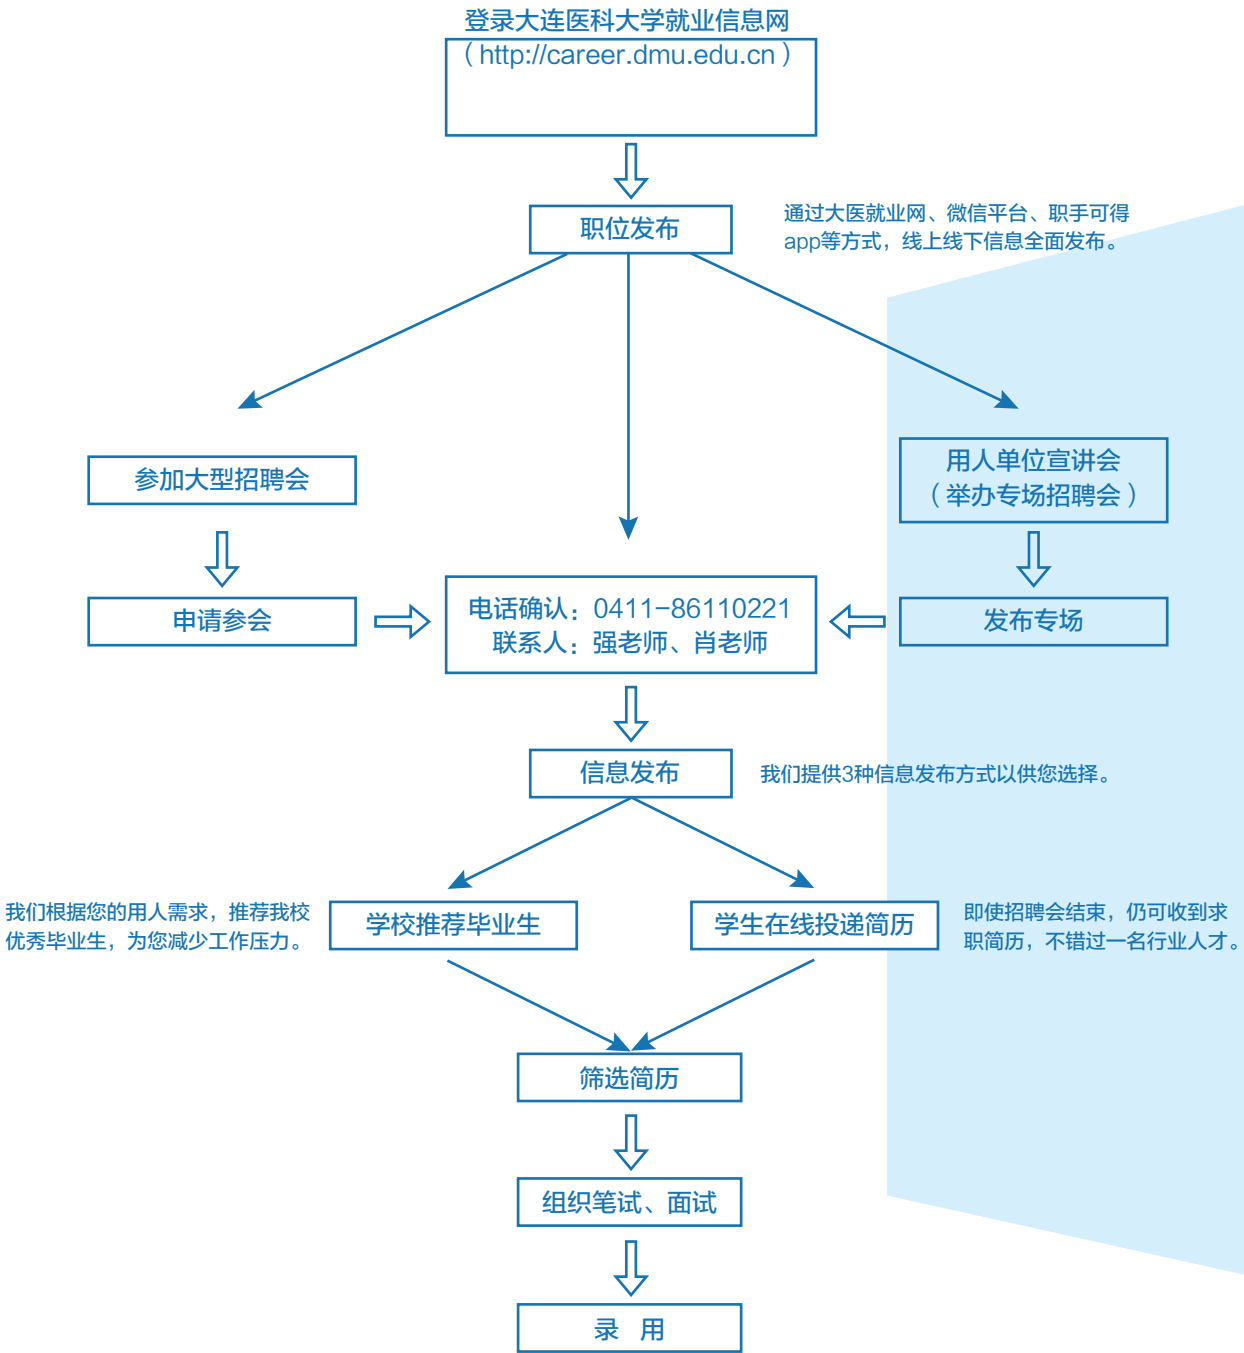 登录大连医科大学就业信息网
（http://career.dmu.edu.cn）
职位发布
通过大医就业网、微信平台、职手可得
app等方式，线上线下信息全面发布。
参加大型招聘会
用人单位宣讲会
（举办专场招聘会）
申请参会
电话确认：0411-86110221
联系人：强老师、肖老师
发布专场
信息发布
我们提供3种信息发布方式以供您选择。
我们根据您的用人需求，推荐我校
优秀毕业生，为您减少工作压力。
学校推荐毕业生
学生在线投递简历
即使招聘会结束，仍可收到求
职简历，不错过一名行业人才。
筛选简历
组织笔试、面试
录 用